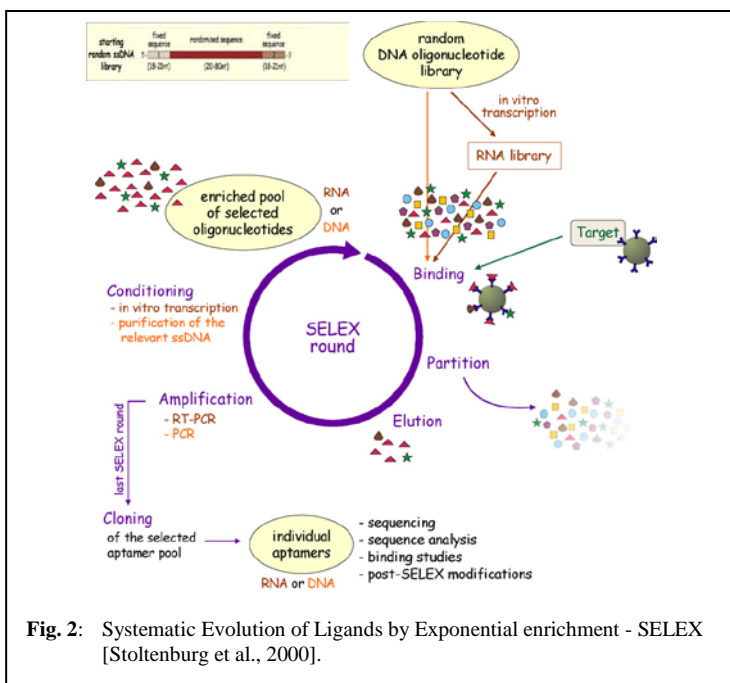 starting
random ssDNA
library
fixed
sequence
randomized sequence
fixed
sequence
5'
3'
(18-21nt)
(20-80nt)
(18-21nt)
random
DNA oligonucleotide
library
in vitro
transcription
RNA library
enriched pool
of selected
oligonucleotides
RNA
or
DNA
Target
Binding
Conditioning
- in vitro transcription
- purification of the
relevant ssDNA
SELEX
round
Partition
Amplification
- RT-PCR
- PCR
Elution
last SELEX round
Cloning
of the selected
aptamer pool
individual
aptamers
RNA or DNA
- sequencing
- sequence analysis
- binding studies
- post-SELEX modifications
Fig. 2: Systematic Evolution of Ligands by Exponential enrichment - SELEX
[Stoltenburg et al., 2000].